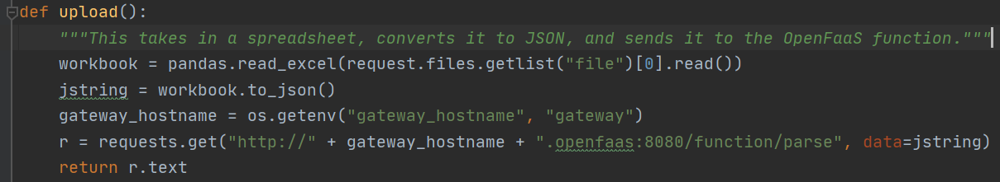 def upload():
"""This takes in a spreadsheet, converts it to JSON, and sends it to the OpenFaaS function."""
workbook = pandas.read_excel(request.files.getlist("file")[0].read())
jstring = workbook.to_json()
gateway_hostname = os.getenv("gateway_hostname", "gateway")
r = requests.get("http://" + gateway_hostname + ".openfaas:8080/function/parse", data=jstring)
return r.text